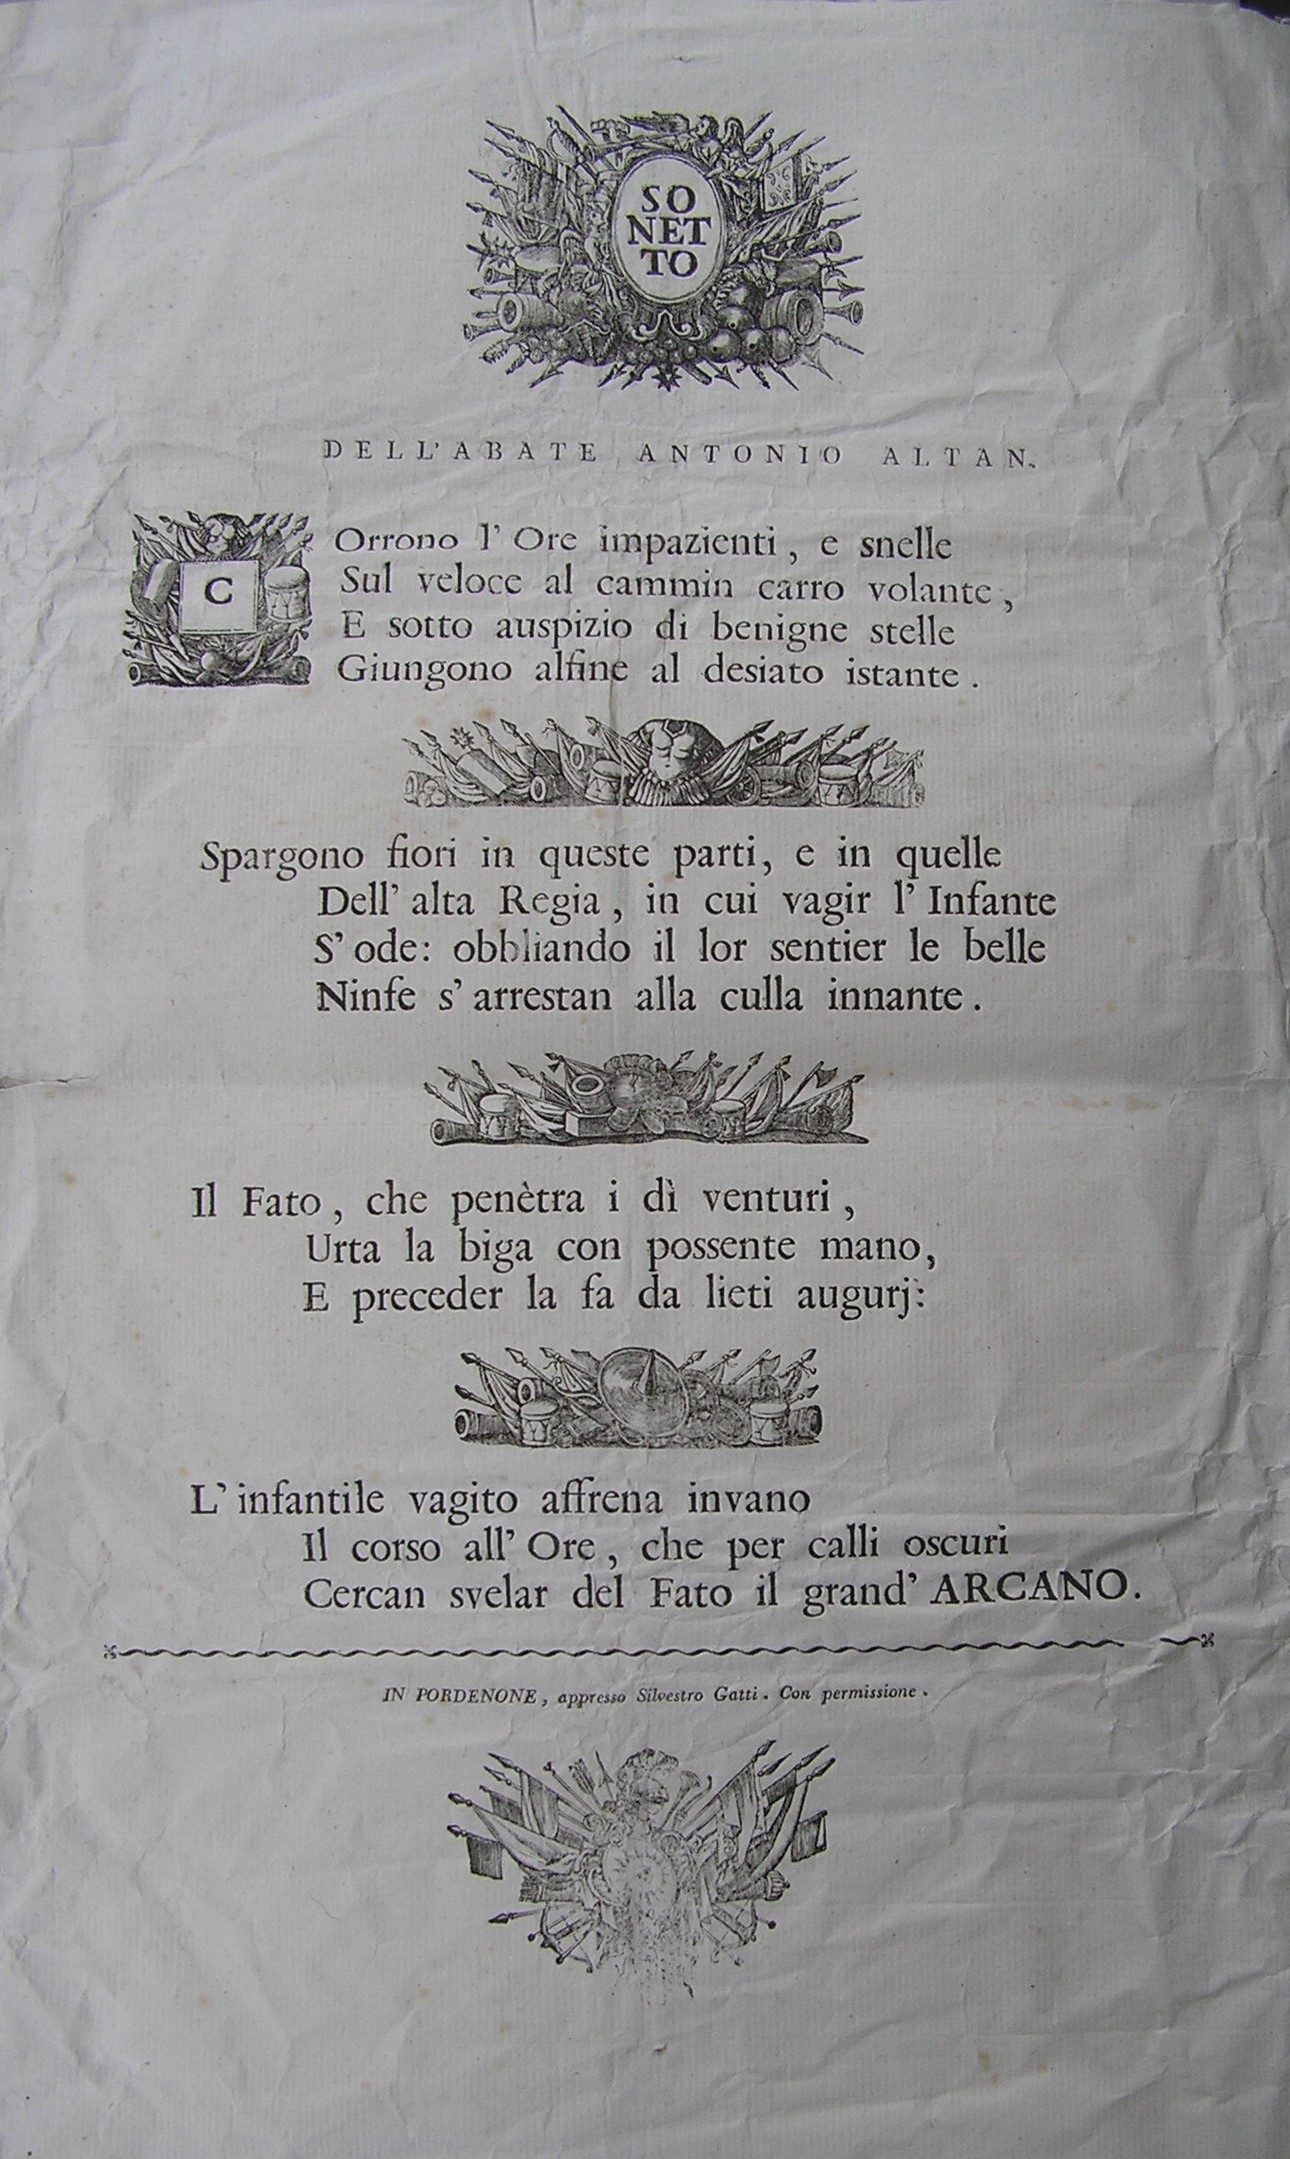 SO
NET
TO
DELL' ABATE ANTONIO ALTAN.
COrrono l' Ore impazienti, e snelle
Sul veloce al cammin carro volante,
E sotto auspizio di benigne stelle
Giungono alfine al desiato istante.
Spargono fiori in queste parti, e in quelle
Dell' alta Regia, in cui vagir l' Infante
S' ode: obbliando il lor sentier le belle
Ninfe s' arrestan alla culla innante.
Il Fato, che penètra i dì venturi,
Urta la biga con possente mano,
E preceder la fa da lieti augurj:
L' infantile vagito affrena invano
Il corso all' Ore, che per calli oscuri
Cercan svelar del Fato il grand' ARCANO.
IN PORDENONE, appresso Silvestro Gatti. Con permissione.